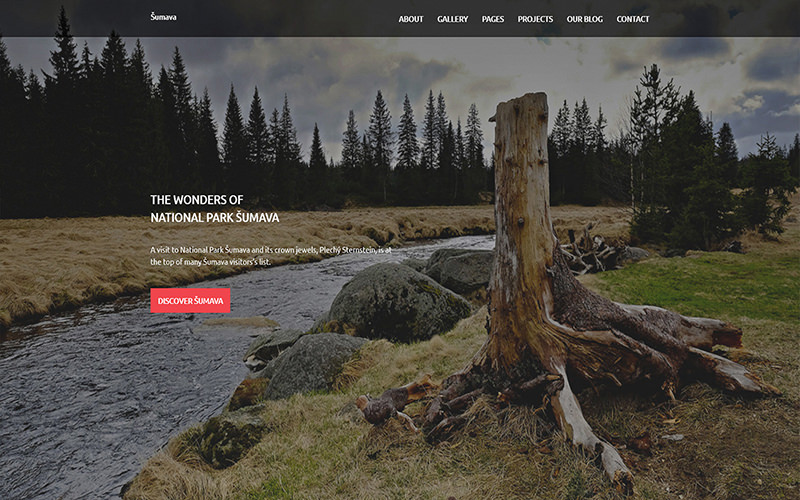 Šumava
ABOUT GALLERY PAGES PROJECTS OUR BLOG CONTACT
THE WONDERS OF
NATIONAL PARK ŠUMAVA
A visit to National Park Šumava and its crown jewels, Plechý Sternstein, is at
the top of many Šumava visitors's list.
DISCOVER ŠUMAVA